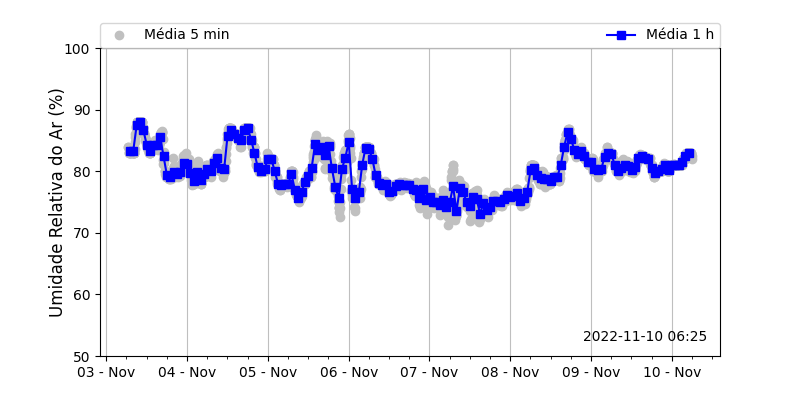 Média 5 min
Média 1 h
Umidade Relativa do Ar (%)
100
90
80
70
60
50
2022-11-10 06:25
03 - Nov
04 - Nov
05 - Nov
06 - Nov
07 - Nov
08 - Nov
09 - Nov
10 - Nov